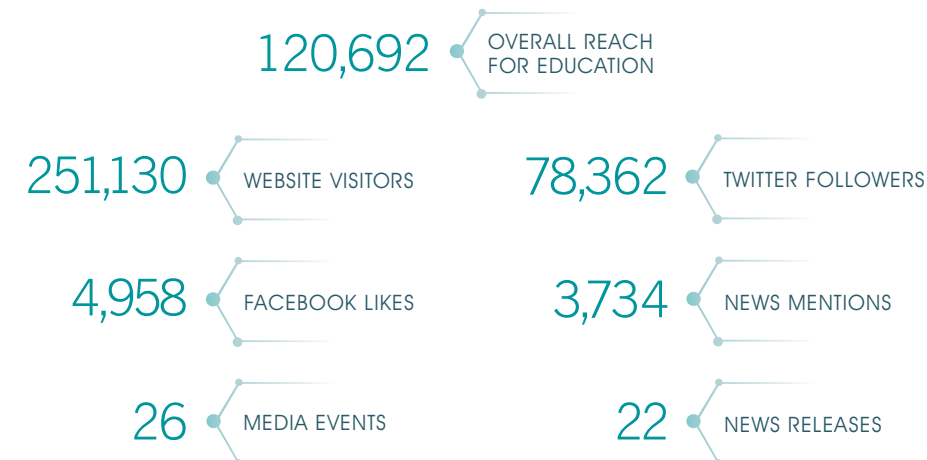 120,692 OVERALL REACH
FOR EDUCATION
251,130 WEBSITE VISITORS
78,362 TWITTER FOLLOWERS
4,958 FACEBOOK LIKES
3,734 NEWS MENTIONS
26 MEDIA EVENTS
22 NEWS RELEASES